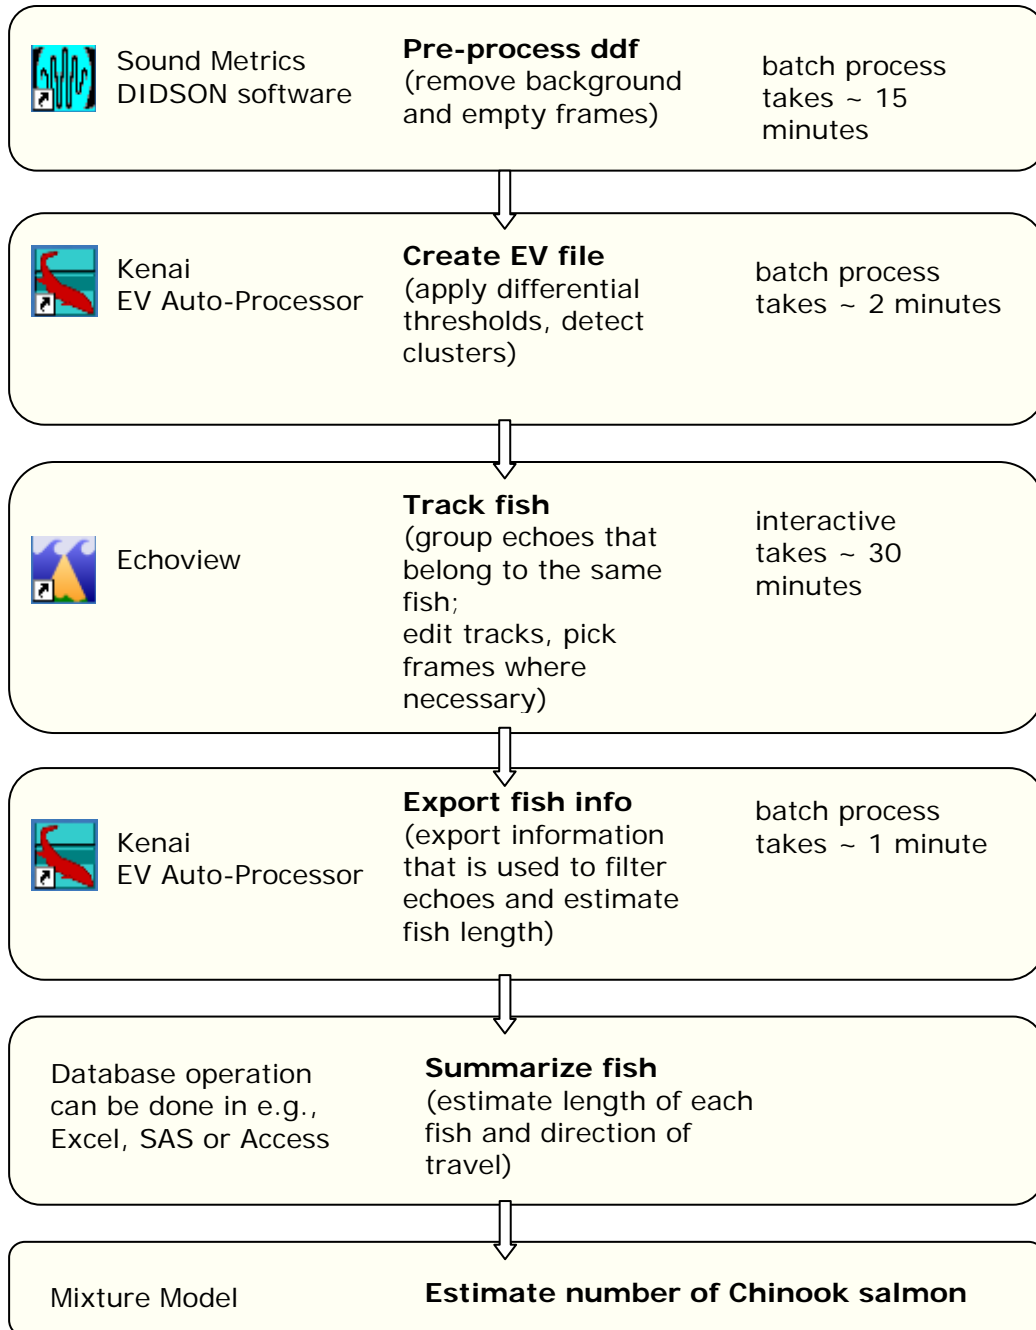 Sound Metrics
DIDSON software
Pre-process ddf
(remove background
and empty frames)
batch process
takes ~ 15
minutes
Kenai
EV Auto-Processor
Create EV file
(apply differential
thresholds, detect
clusters)
batch process
takes ~ 2 minutes
Echoview
Track fish
(group echoes that
belong to the same
fish;
edit tracks, pick
frames where
necessary)
interactive
takes ~ 30
minutes
Kenai
EV Auto-Processor
Export fish info
(export information
that is used to filter
echoes and estimate
fish length)
batch process
takes ~ 1 minute
Database operation
can be done in e.g.,
Excel, SAS or Access
Summarize fish
(estimate length of each
fish and direction of
travel)
Mixture Model
Estimate number of Chinook salmon